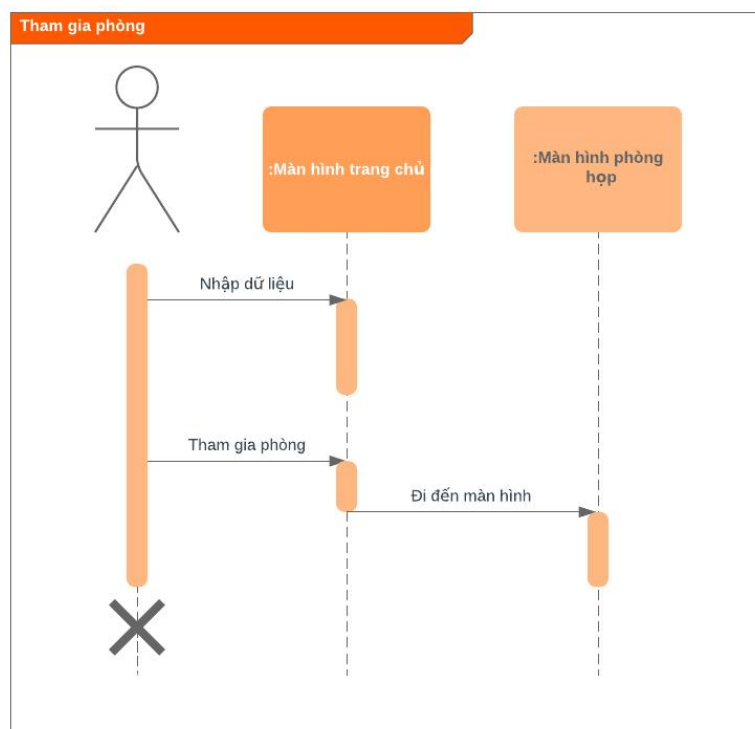 Tham gia phòng
:Màn hình trang chủ
:Màn hình phòng
họp
Nhập dữ liệu
Tham gia phòng
Đi đến màn hình